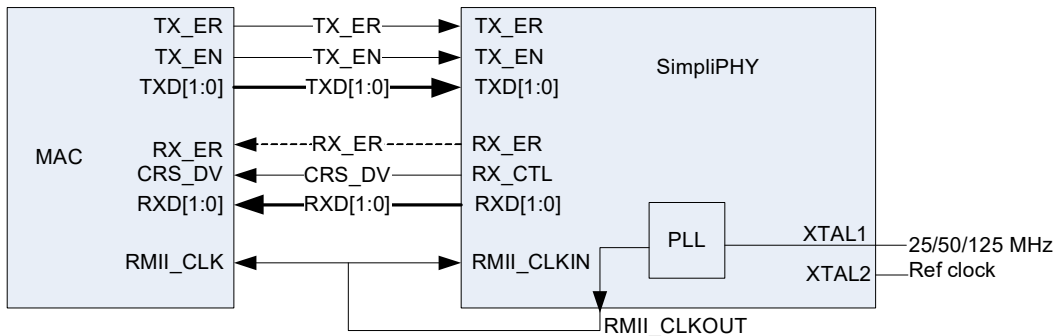 TX_ER TX_ER TX_ER
TX_EN TX_EN TX_EN
SimpliPHY
TXD[1:0] TXD[1:0] TXD[1:0]
MAC
RX_ER RX_ER RX_ER
CRS_DV CRS_DV RX_CTL
RXD[1:0] RXD[1:0] RXD[1:0]
PLL
XTAL1
25/50/125 MHz
RMII_CLK RMII_CLKIN
XTAL2
Ref clock
RMII_CLKOUT